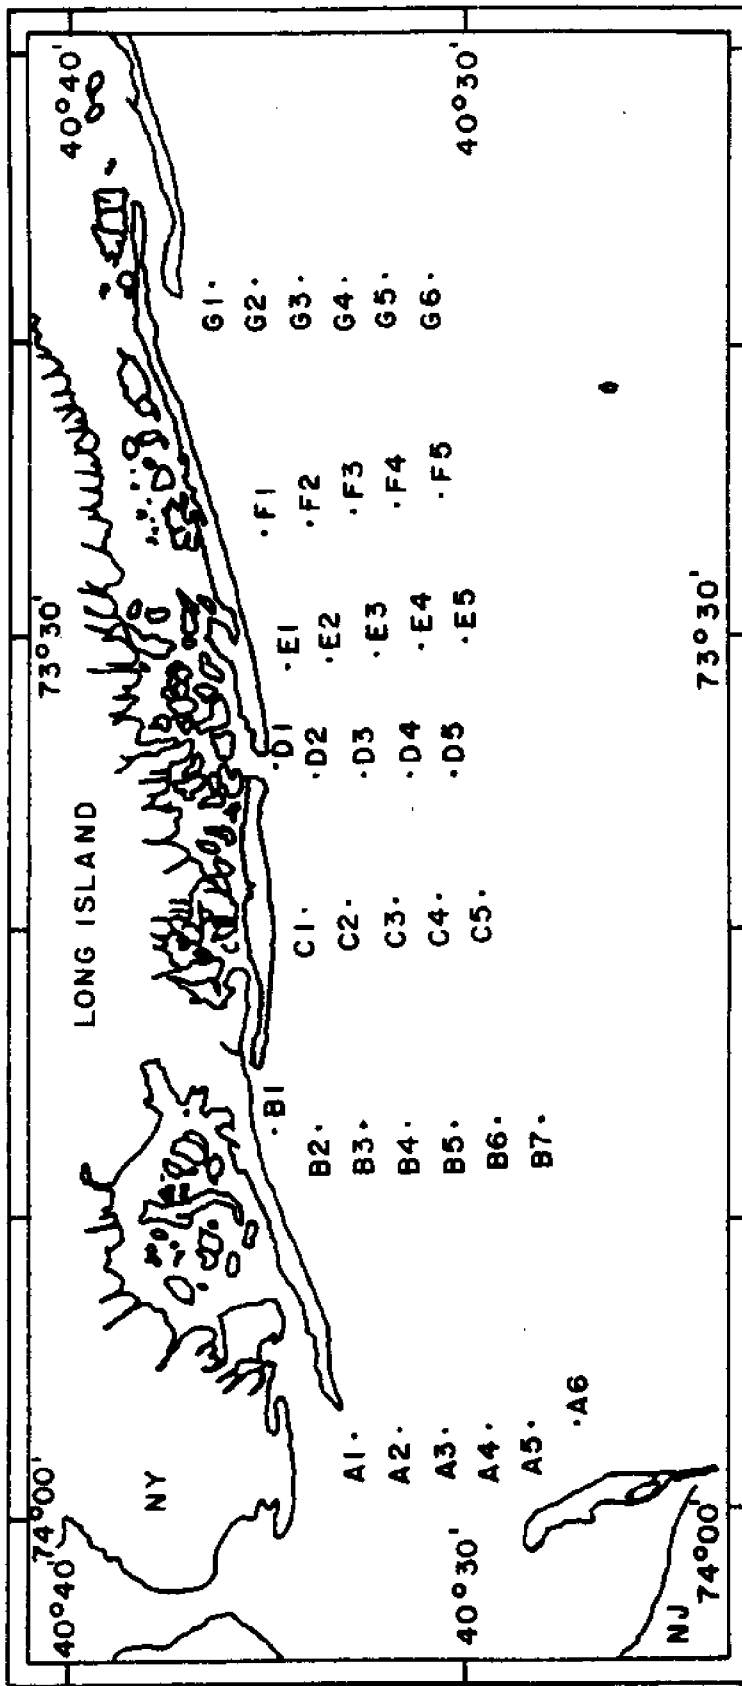 40°40'
74°00'
73°30'
40°40'
NY
LONG ISLAND
A1
A2
A3
A4
A5
A6
B1
B2
B3
B4
B5
B6
B7
C1
C2
C3
C4
C5
D1
D2
D3
D4
D5
E1
E2
E3
E4
E5
F1
F2
F3
F4
F5
G1
G2
G3
G4
G5
G6
40°30'
40°30'
NJ
74°00'
73°30'